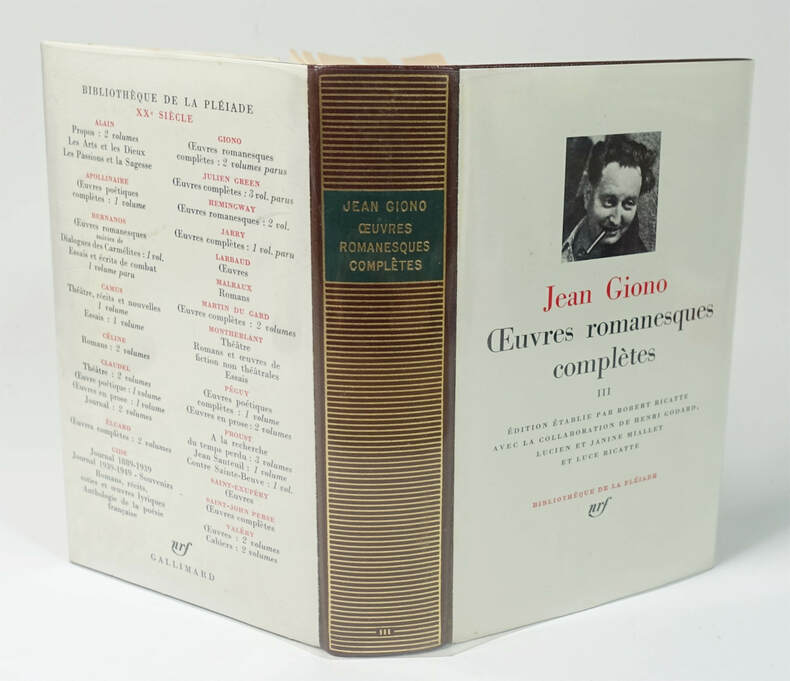 BIBLIOTHÈQUE DE LA PLÉIADE
XXe SIÈCLE
ALAIN
Propos : 2 volumes
Les Arts et les Dieux
Les Passions et la Sagesse
APOLLINAIRE
Œuvres poétiques
complètes : 1 volume
BERNANOS
Œuvres romanesques
suivies de
Dialogues des Carmélites : 1 vol.
Essais et écrits de combat
1 volume paru
CAMUS
Théâtre, récits et nouvelles
1 volume
Essais : 1 volume
CÉLINE
Romans : 2 volumes
CLAUDEL
Théâtre : 2 volumes
Œuvre poétique : 1 volume
Œuvres en prose : 1 volume
Journal : 2 volumes
ÉLUARD
Œuvres complètes : 2 volumes
GIDE
Journal 1889-1939
Journal 1939-1949 - Souvenirs
Romans, récits,
soties et œuvres lyriques
Anthologie de la poésie
française
GIONO
Œuvres romanesques
complètes : 2 volumes parus
JULIEN GREEN
Œuvres complètes : 3 vol. parus
HEMINGWAY
Œuvres romanesques : 2 vol.
JARRY
Œuvres complètes : 1 vol. paru
LARBAUD
Œuvres
MALRAUX
Romans
MARTIN DU GARD
Œuvres complètes : 2 volumes
MONTHERLANT
Théâtre
Romans et œuvres de
fiction non théâtrales
Essais
PÉGUY
Œuvres poétiques
complètes : 1 volume
Œuvres en prose : 2 volumes
PROUST
A la recherche
du temps perdu : 3 volumes
Jean Santeuil : 1 volume
Contre Sainte-Beuve : 1 vol.
SAINT-EXUPÉRY
Œuvres
SAINT-JOHN PERSE
Œuvres complètes
VALÉRY
Œuvres : 2 volumes
Cahiers : 2 volumes
nrf
GALLIMARD
JEAN GIONO
ŒUVRES
ROMANESQUES
COMPLÈTES
III
Jean Giono
Œuvres romanesques
complètes
III
ÉDITION ÉTABLIE PAR ROBERT RICATTE
AVEC LA COLLABORATION DE HENRI GODARD,
LUCIEN ET JANINE MIALLET
ET LUCE RICATTE
BIBLIOTHÈQUE DE LA PLÉIADE
nrf